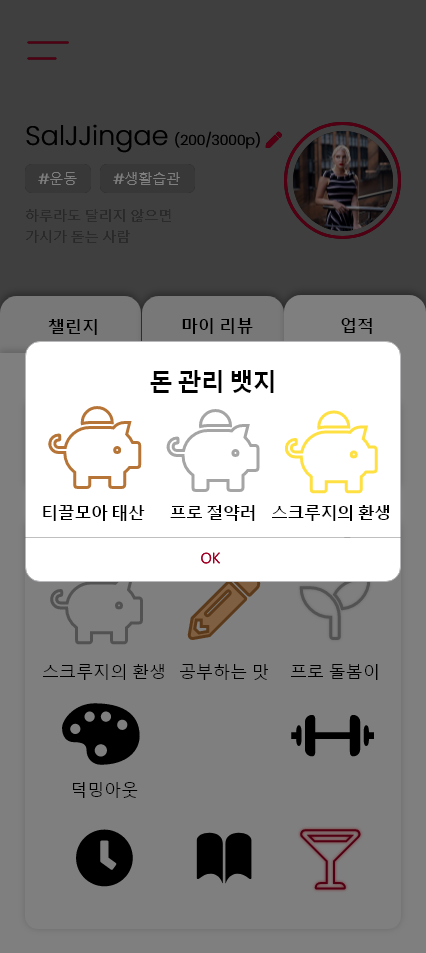 SalJJingae (200/3000p)
#운동 #생활습관
하루라도 달리지 않으면
가시가 돋는 사람
챌린지 마이 리뷰 업적
돈 관리 뱃지
티끌모아 태산 프로 절약러 스크루지의 환생
OK
스크루지의 환생 공부하는 맛 프로 돌봄이
덕밍아웃